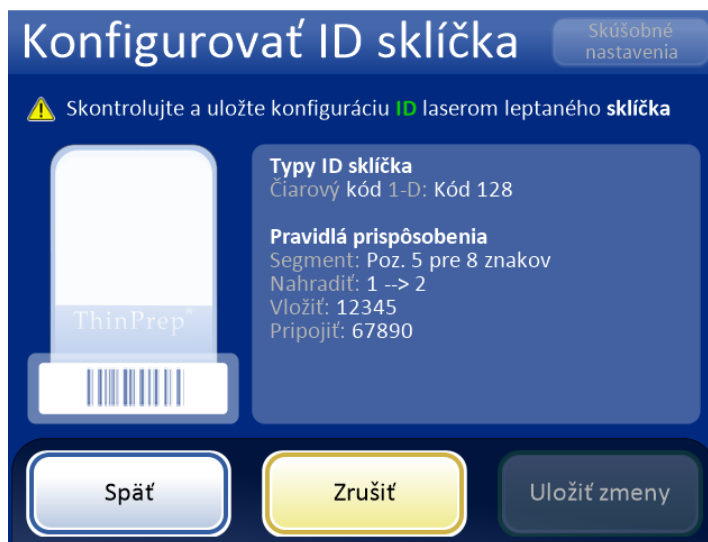 Konfigurovať ID sklíčka
Skúšobné
nastavenia
Skontrolujte a uložte konfiguráciu ID laserom leptaného sklíčka
Typy ID sklíčka
Čiarový kód 1-D: Kód 128
Pravidlá prispôsobenia
Segment: Poz. 5 pre 8 znakov
Nahradiť: 1 --> 2
Vložiť: 12345
Pripojiť: 67890
ThinPrep®
Späť
Zrušiť
Uložiť zmeny